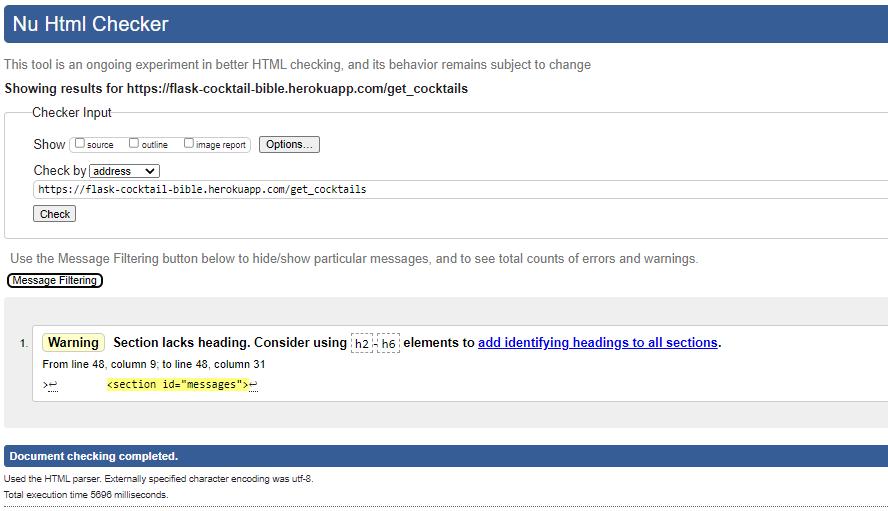 Nu Html Checker
This tool is an ongoing experiment in better HTML checking, and its behavior remains subject to change
Showing results for https://flask-cocktail-bible.herokuapp.com/get_cocktails
Checker Input
Show source outline image report Options...
Check by address
https://flask-cocktail-bible.herokuapp.com/get_cocktails
Check
Use the Message Filtering button below to hide/show particular messages, and to see total counts of errors and warnings.
Message Filtering
1. Warning Section lacks heading. Consider using h2-h6 elements to add identifying headings to all sections.
From line 48, column 9; to line 48, column 31
>↩ <section id="messages">↩
Document checking completed.
Used the HTML parser. Externally specified character encoding was utf-8.
Total execution time 5696 milliseconds.